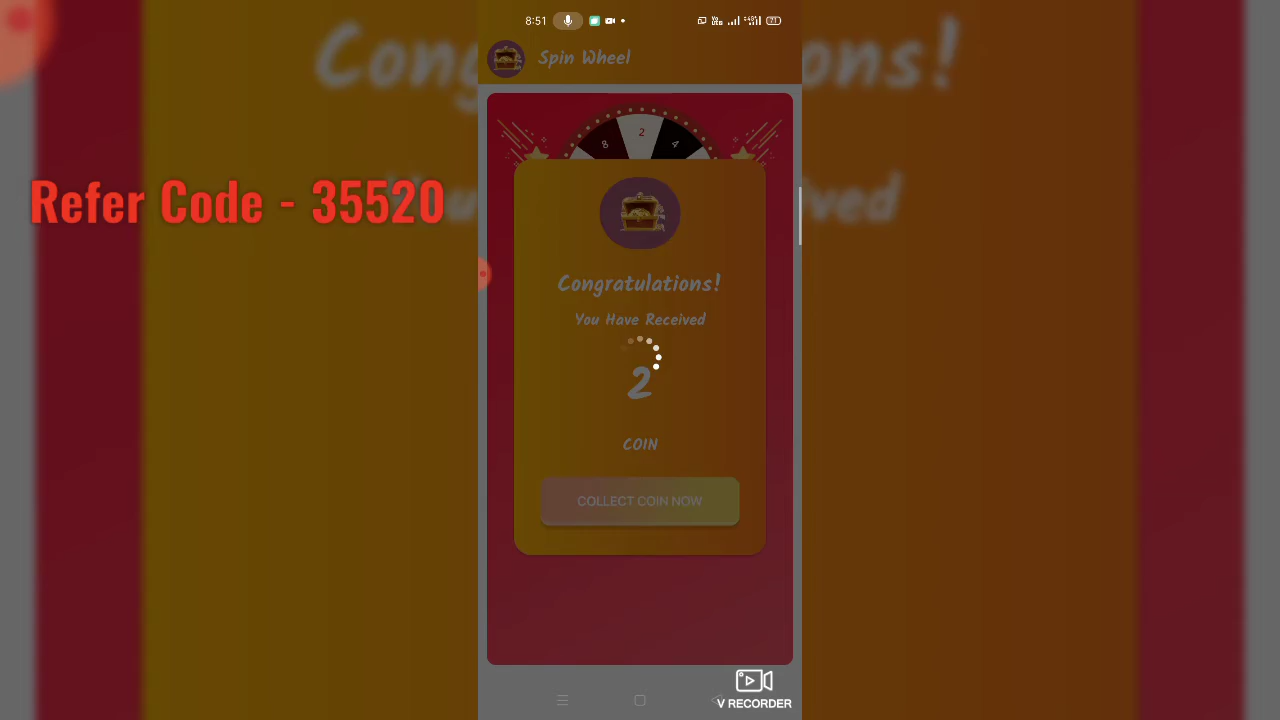 8:51
21
Spin Wheel
8
2
4
Refer Code - 35520
Congratulations!
You Have Received
2
COIN
COLLECT COIN NOW
V RECORDER